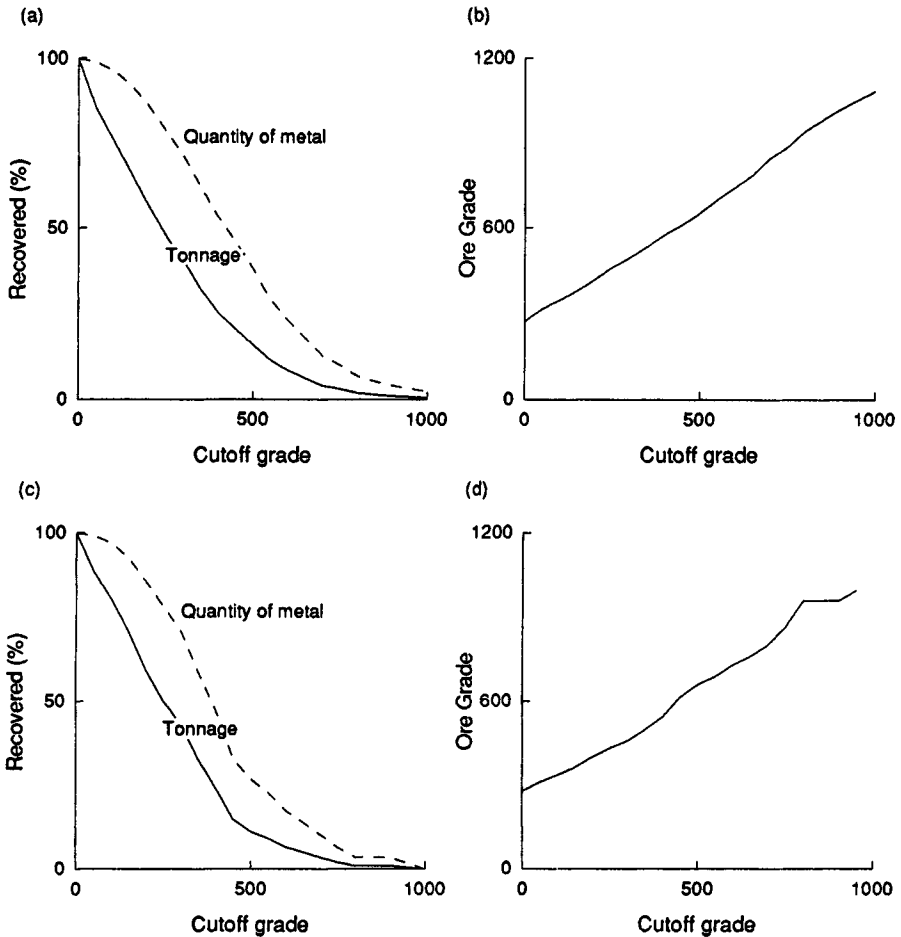 (a)
100
50
0
Recovered (%)
Quantity of metal
Tonnage
0 500 1000
Cutoff grade
(b)
1200
600
0
Ore Grade
0 500 1000
Cutoff grade
(c)
100
50
0
Recovered (%)
Quantity of metal
Tonnage
0 500 1000
Cutoff grade
(d)
1200
600
0
Ore Grade
0 500 1000
Cutoff grade